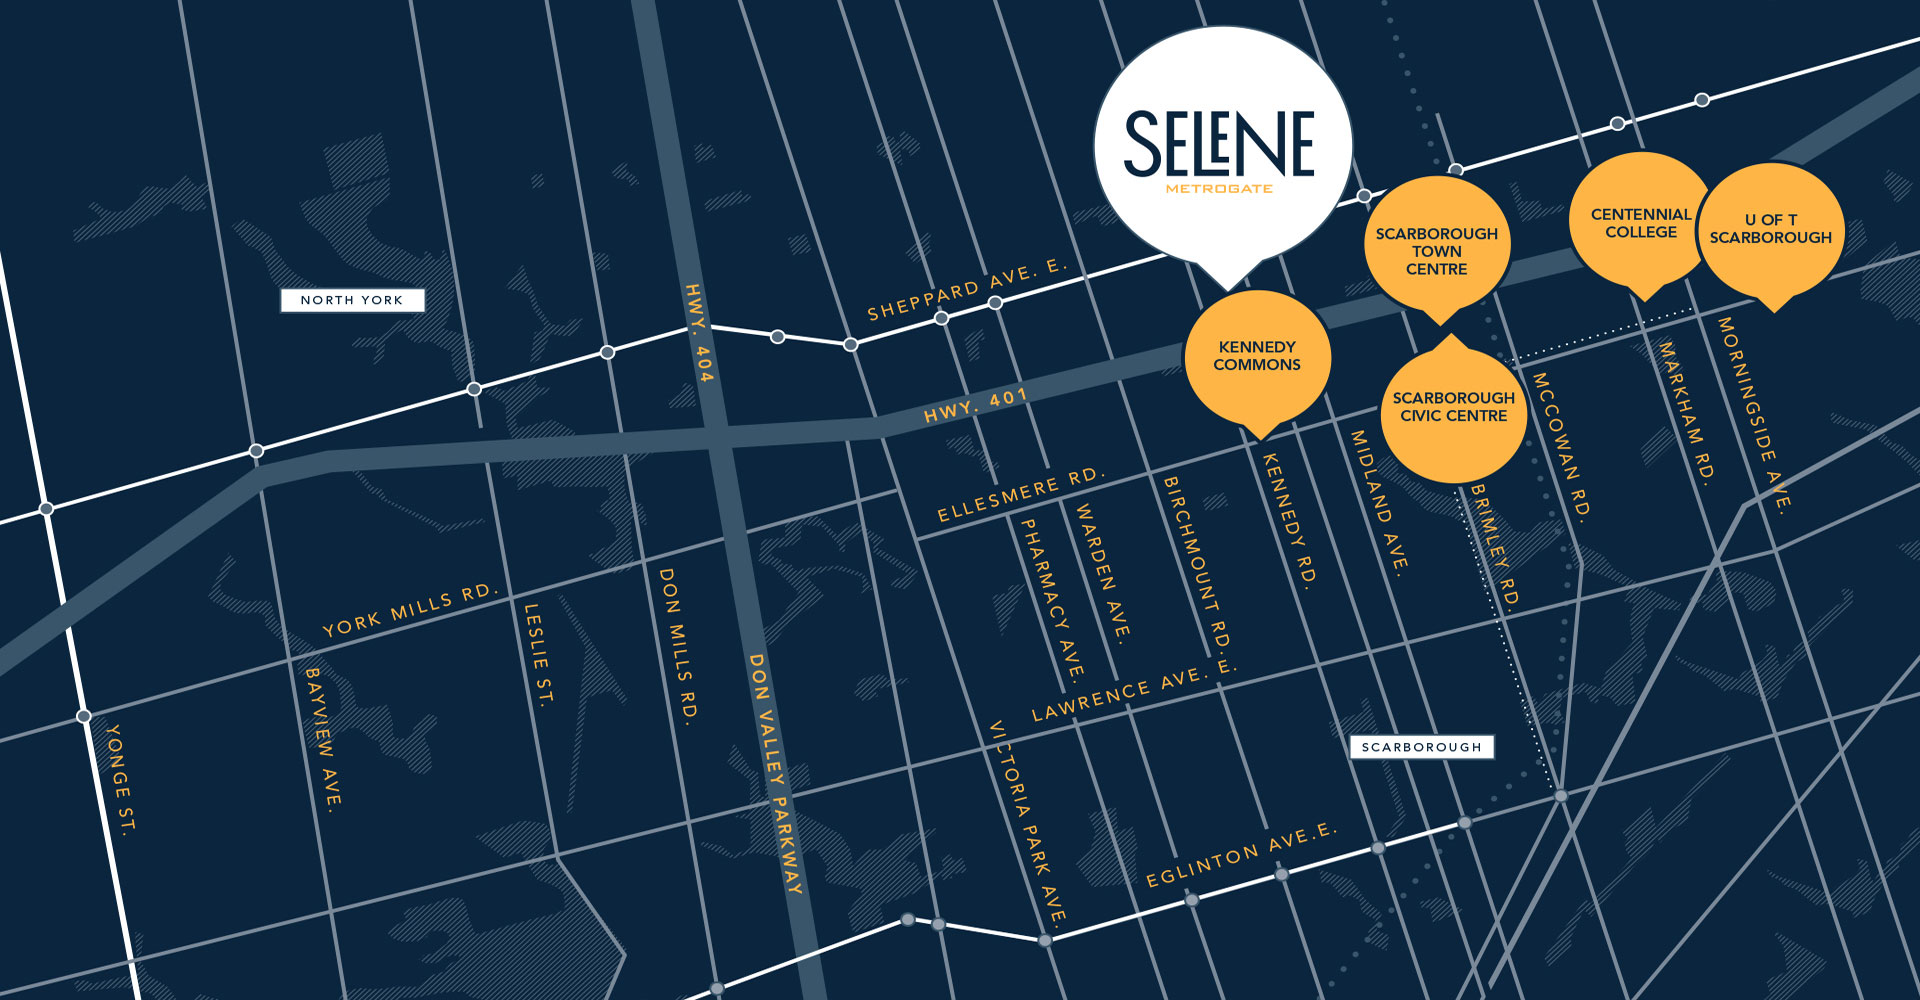 SELENE
METROGATE
CENTENNIAL
COLLEGE
U OF T
SCARBOROUGH
SCARBOROUGH
TOWN
CENTRE
NORTH YORK
SHEPPARD AVE. E.
HWY. 404
KENNEDY
COMMONS
HWY. 401
SCARBOROUGH
CIVIC CENTRE
MCCOWAN RD.
MARKHAM RD.
MORNINGSIDE AVE.
ELLESMERE RD.
KENNEDY RD.
MIDLAND AVE.
BRIMLEY RD.
BIRCHMOUNT RD.
WARDEN AVE.
PHARMACY AVE.
YORK MILLS RD.
LESLIE ST.
DON MILLS RD.
DON VALLEY PARKWAY
BAYVIEW AVE.
YONGE ST.
LAWRENCE AVE. E.
VICTORIA PARK AVE.
SCARBOROUGH
EGLINTON AVE.E.